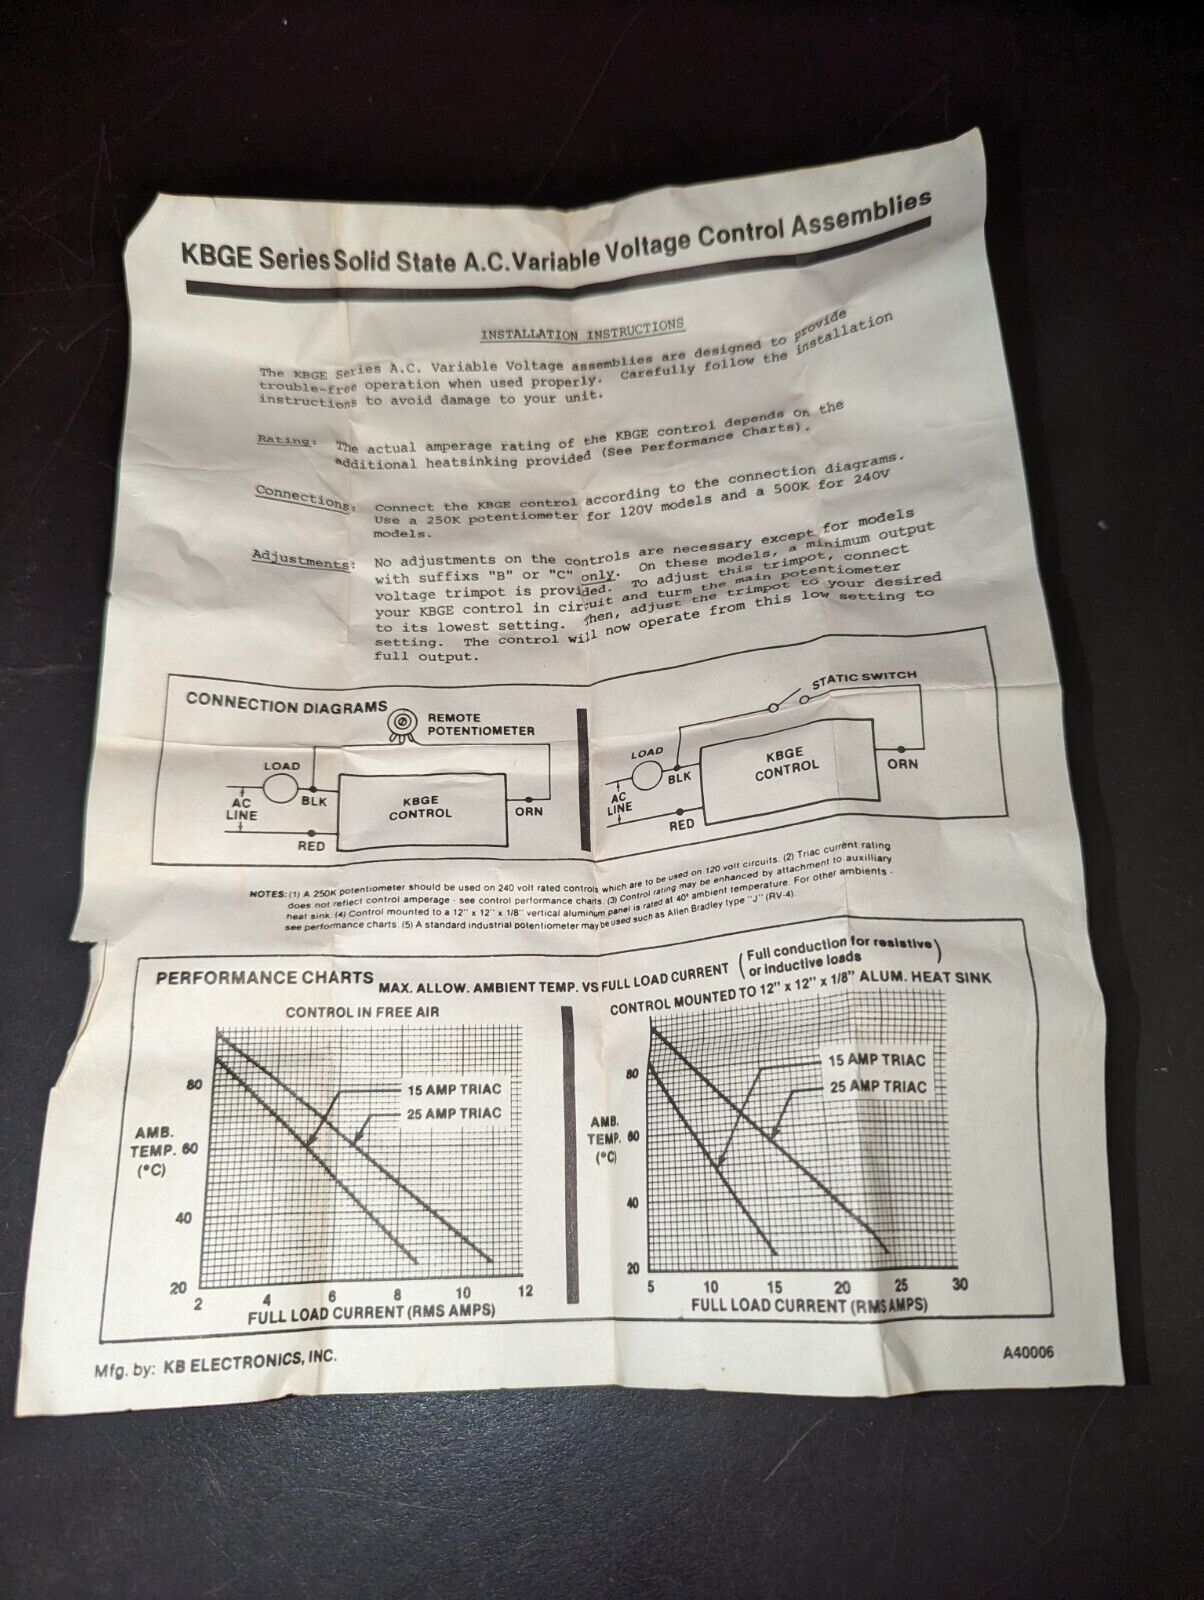 KBGE Series Solid State A.C. Variable Voltage Control Assemblies
INSTALLATION INSTRUCTIONS
The KBGE Series A.C. Variable Voltage assemblies are designed to provide
trouble-free operation when used properly. Carefully follow the installation
instructions to avoid damage to your unit.
Rating: The actual amperage rating of the KBGE control depends on the
additional heatsinking provided (See Performance Charts).
Connections: Connect the KBGE control according to the connection diagrams.
Use a 250K potentiometer for 120V models and a 500K for 240V
models.
Adjustments: No adjustments on the controls are necessary except for models
with suffixs "B" or "C" only. On these models, a minimum output
voltage trimpot is provided. To adjust this trimpot, connect
your KBGE control in circuit and turn the main potentiometer
to its lowest setting. Then, adjust the trimpot to your desired
setting. The control will now operate from this low setting to
full output.
CONNECTION DIAGRAMS
REMOTE
POTENTIOMETER
LOAD
BLK
AC
LINE
RED
KBGE
CONTROL
ORN
STATIC SWITCH
LOAD
BLK
AC
LINE
RED
KBGE
CONTROL
ORN
NOTES: (1) A 250K potentiometer should be used on 240 volt rated controls which are to be used on 120 volt circuits. (2) Triac current rating
does not reflect control amperage - see control performance charts. (3) Control rating may be enhanced by attachment to auxilliary
heat sink. (4) Control mounted to a 12" x 12" x 1/8" vertical aluminum panel is rated at 40° ambient temperature. For other ambients -
see performance charts. (5) A standard industrial potentiometer may be used such as Allen Bradley type "J" (RV-4).
PERFORMANCE CHARTS
MAX. ALLOW. AMBIENT TEMP. VS FULL LOAD CURRENT
(Full conduction for resistive
or inductive loads)
CONTROL IN FREE AIR
80
60
40
20
AMB.
TEMP.
(°C)
15 AMP TRIAC
25 AMP TRIAC
2 4 6 8 10 12
FULL LOAD CURRENT (RMS AMPS)
CONTROL MOUNTED TO 12" x 12" x 1/8" ALUM. HEAT SINK
80
60
40
20
AMB.
TEMP.
(°C)
15 AMP TRIAC
25 AMP TRIAC
5 10 15 20 25 30
FULL LOAD CURRENT (RMS AMPS)
Mfg. by: KB ELECTRONICS, INC.
A40006